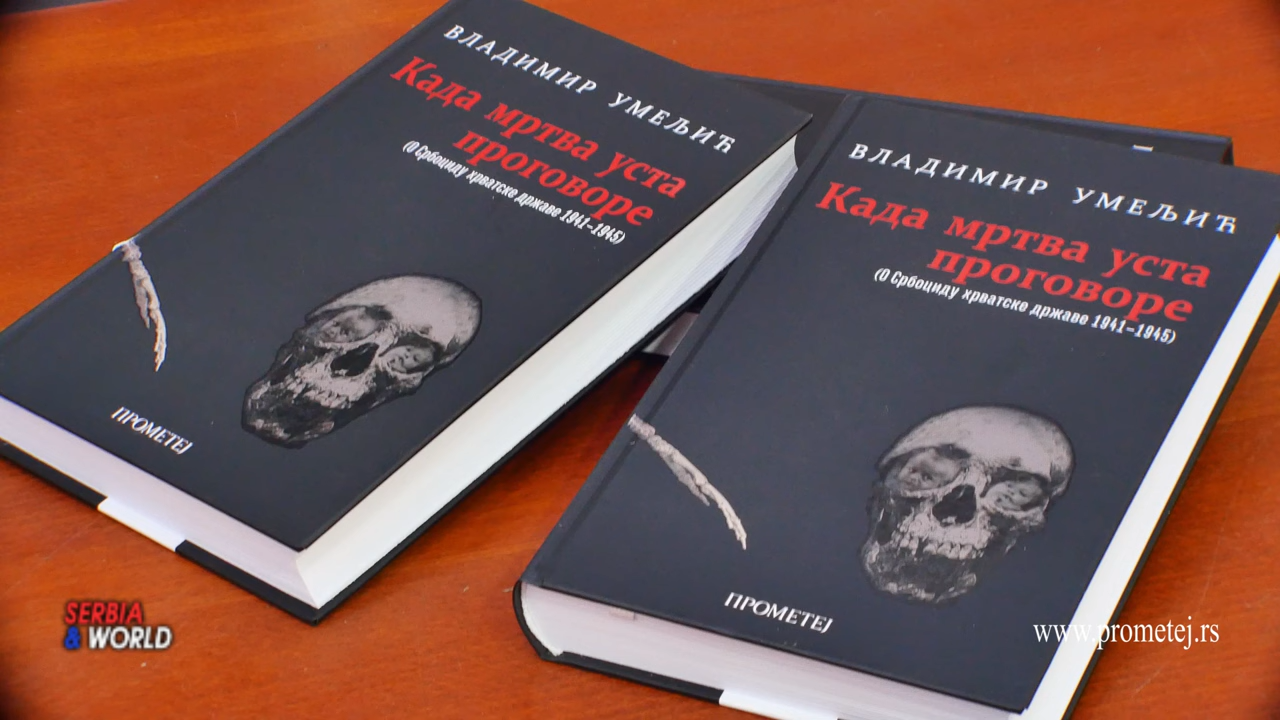 ВЛАДИМИР УМЕЉИЋ
Када мртва уста
проговоре
(О Србоциду хрватске државе 1941-1945)
ПРОМЕТЕЈ
ВЛАДИМИР УМЕЉИЋ
Када мртва уста
проговоре
(О Србоциду хрватске државе 1941-1945)
ПРОМЕТЕЈ
SERBIA
& WORLD
www.prometej.rs